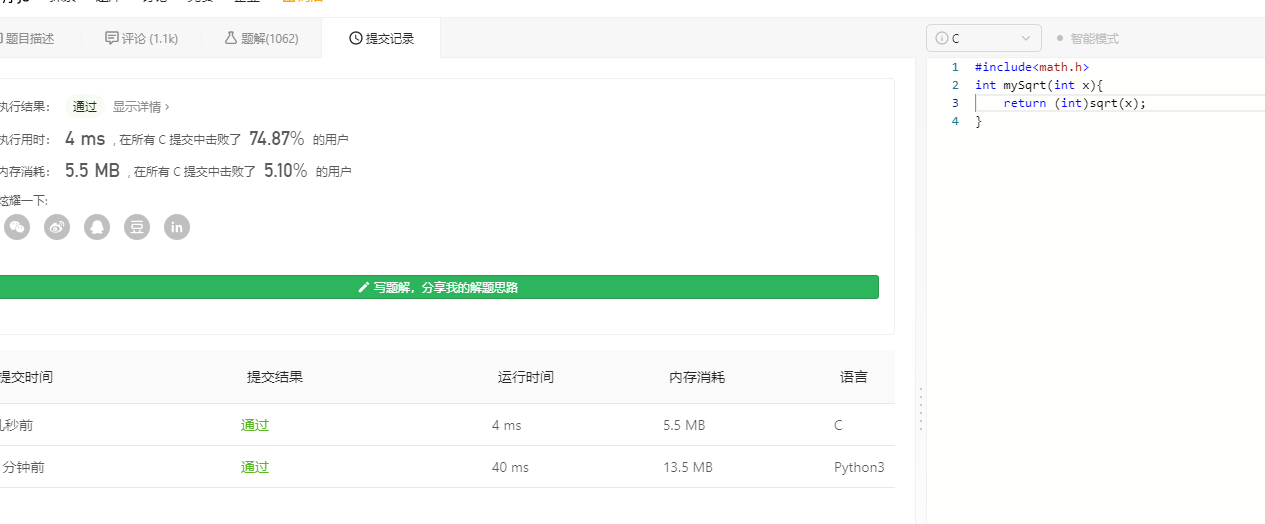 题目描述
评论 (1.1k)
题解(1062)
提交记录
执行结果： 通过 显示详情 ›
执行用时： 4 ms , 在所有 C 提交中击败了 74.87% 的用户
内存消耗： 5.5 MB , 在所有 C 提交中击败了 5.10% 的用户
炫耀一下:
豆
in
写题解，分享我的解题思路
提交时间 提交结果 运行时间 内存消耗 语言
几秒前 通过 4 ms 5.5 MB C
分钟前 通过 40 ms 13.5 MB Python3
C
智能模式
1 #include<math.h>
2 int mySqrt(int x){
3 return (int)sqrt(x);
4 }